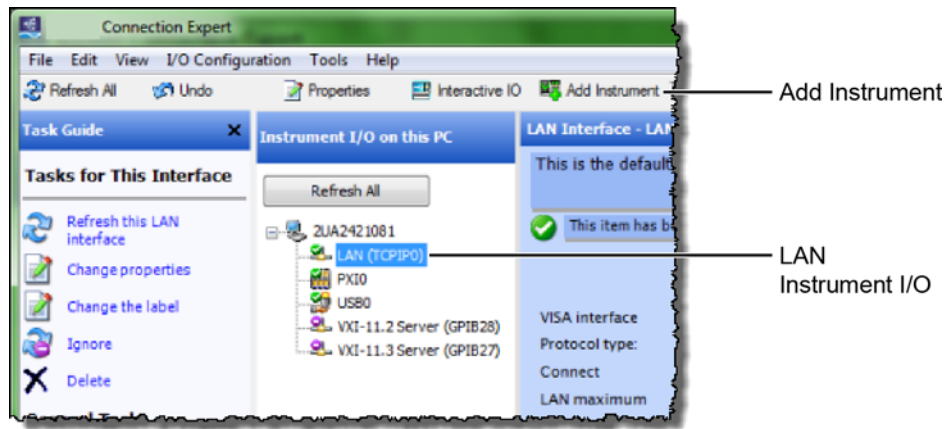 Connection Expert
File Edit View I/O Configuration Tools Help
Refresh All Undo Properties Interactive IO Add Instrument
Add Instrument
Task Guide
Instrument I/O on this PC
LAN Interface - LAN
Tasks for This Interface
This is the default
Refresh All
Refresh this LAN
interface
2UA2421081
This item has b
LAN (TCPIP0)
LAN
Instrument I/O
Change properties
PXI0
Change the label
USB0
VISA interface
VXI-11.2 Server (GPIB28)
Ignore
Protocol type:
VXI-11.3 Server (GPIB27)
Connect
Delete
LAN maximum